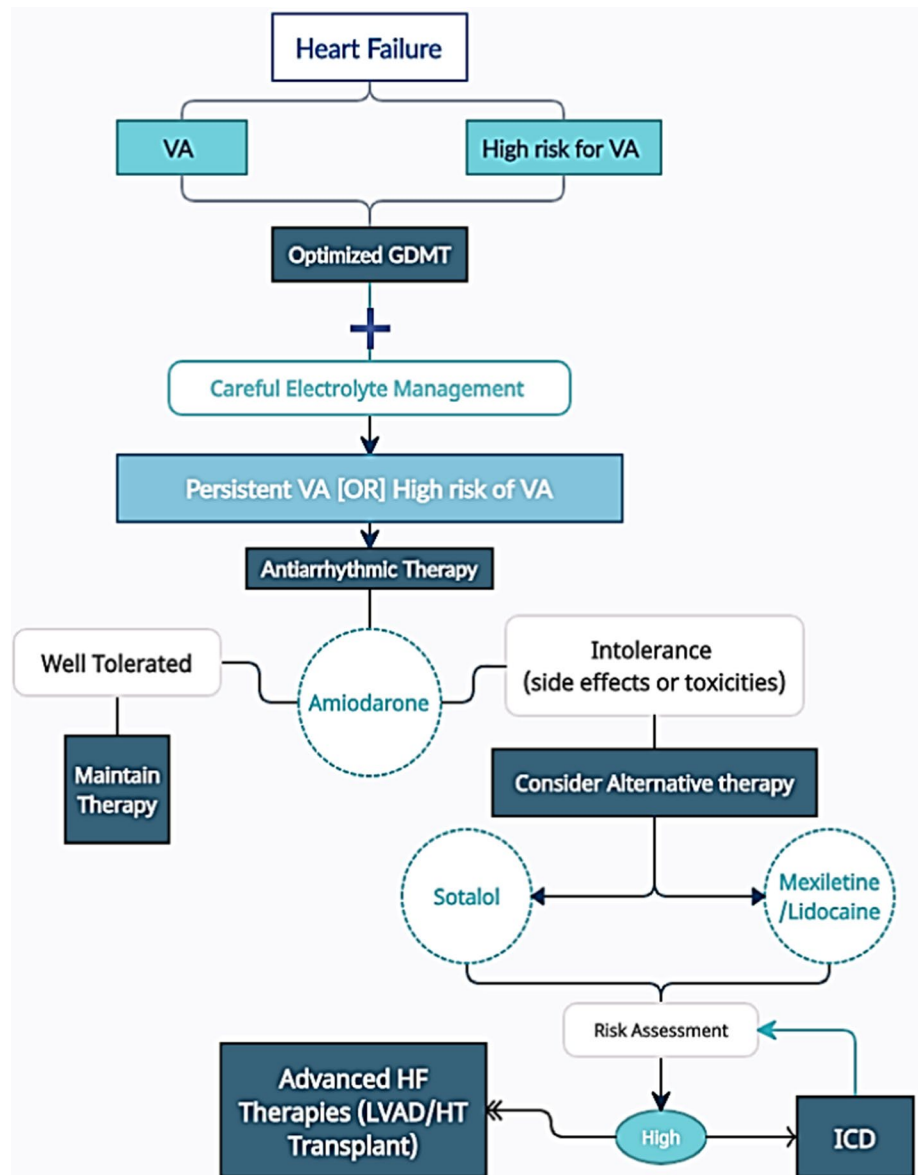 Heart Failure
VA
High risk for VA
Optimized GDMT
Careful Electrolyte Management
Persistent VA [OR] High risk of VA
Antiarrhythmic Therapy
Well Tolerated
Amiodarone
Intolerance
(side effects or toxicities)
Maintain
Therapy
Consider Alternative therapy
Sotalol
Mexiletine
/Lidocaine
Risk Assessment
Advanced HF
Therapies (LVAD/HT
Transplant)
High
ICD